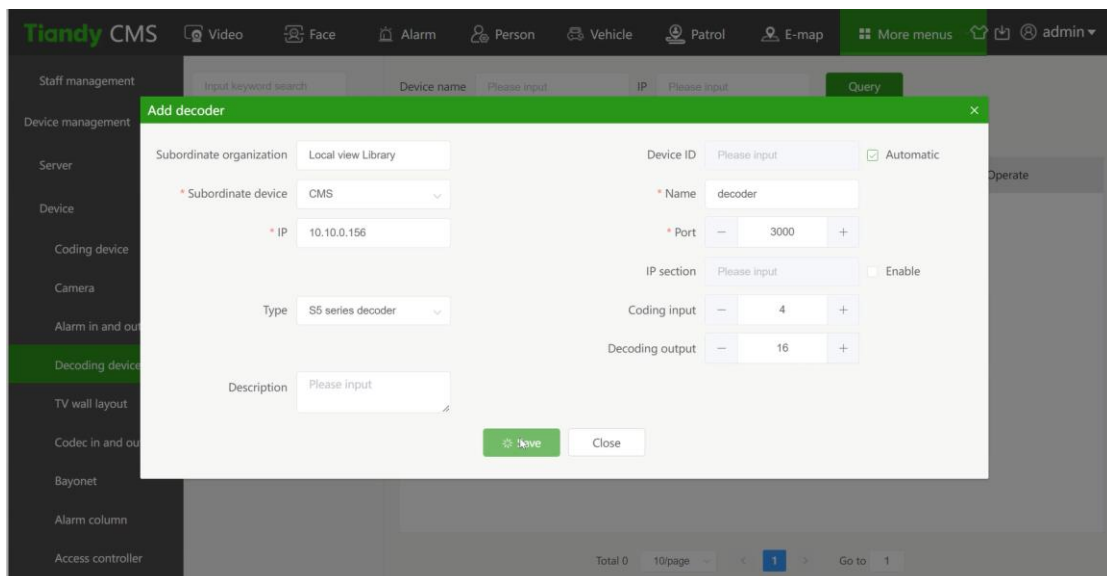 Tiandy CMS Video Face Alarm Person Vehicle Patrol E-map More menus admin
Staff management
Input keyword search Device name Please input IP Please input Query
Add decoder ×
Device management
Subordinate organization Local view Library Device ID Please input Automatic
Server
Operate
* Subordinate device CMS * Name decoder
Device
* IP 10.10.0.156 * Port − 3000 +
Coding device
IP section Please input Enable
Camera
Type S5 series decoder Coding input − 4 +
Alarm in and out
Decoding output − 16 +
Decoding device
Description Please input
TV wall layout
Codec in and ou
Save Close
Bayonet
Alarm column
Access controller
Total 0 10/page < 1 > Go to 1